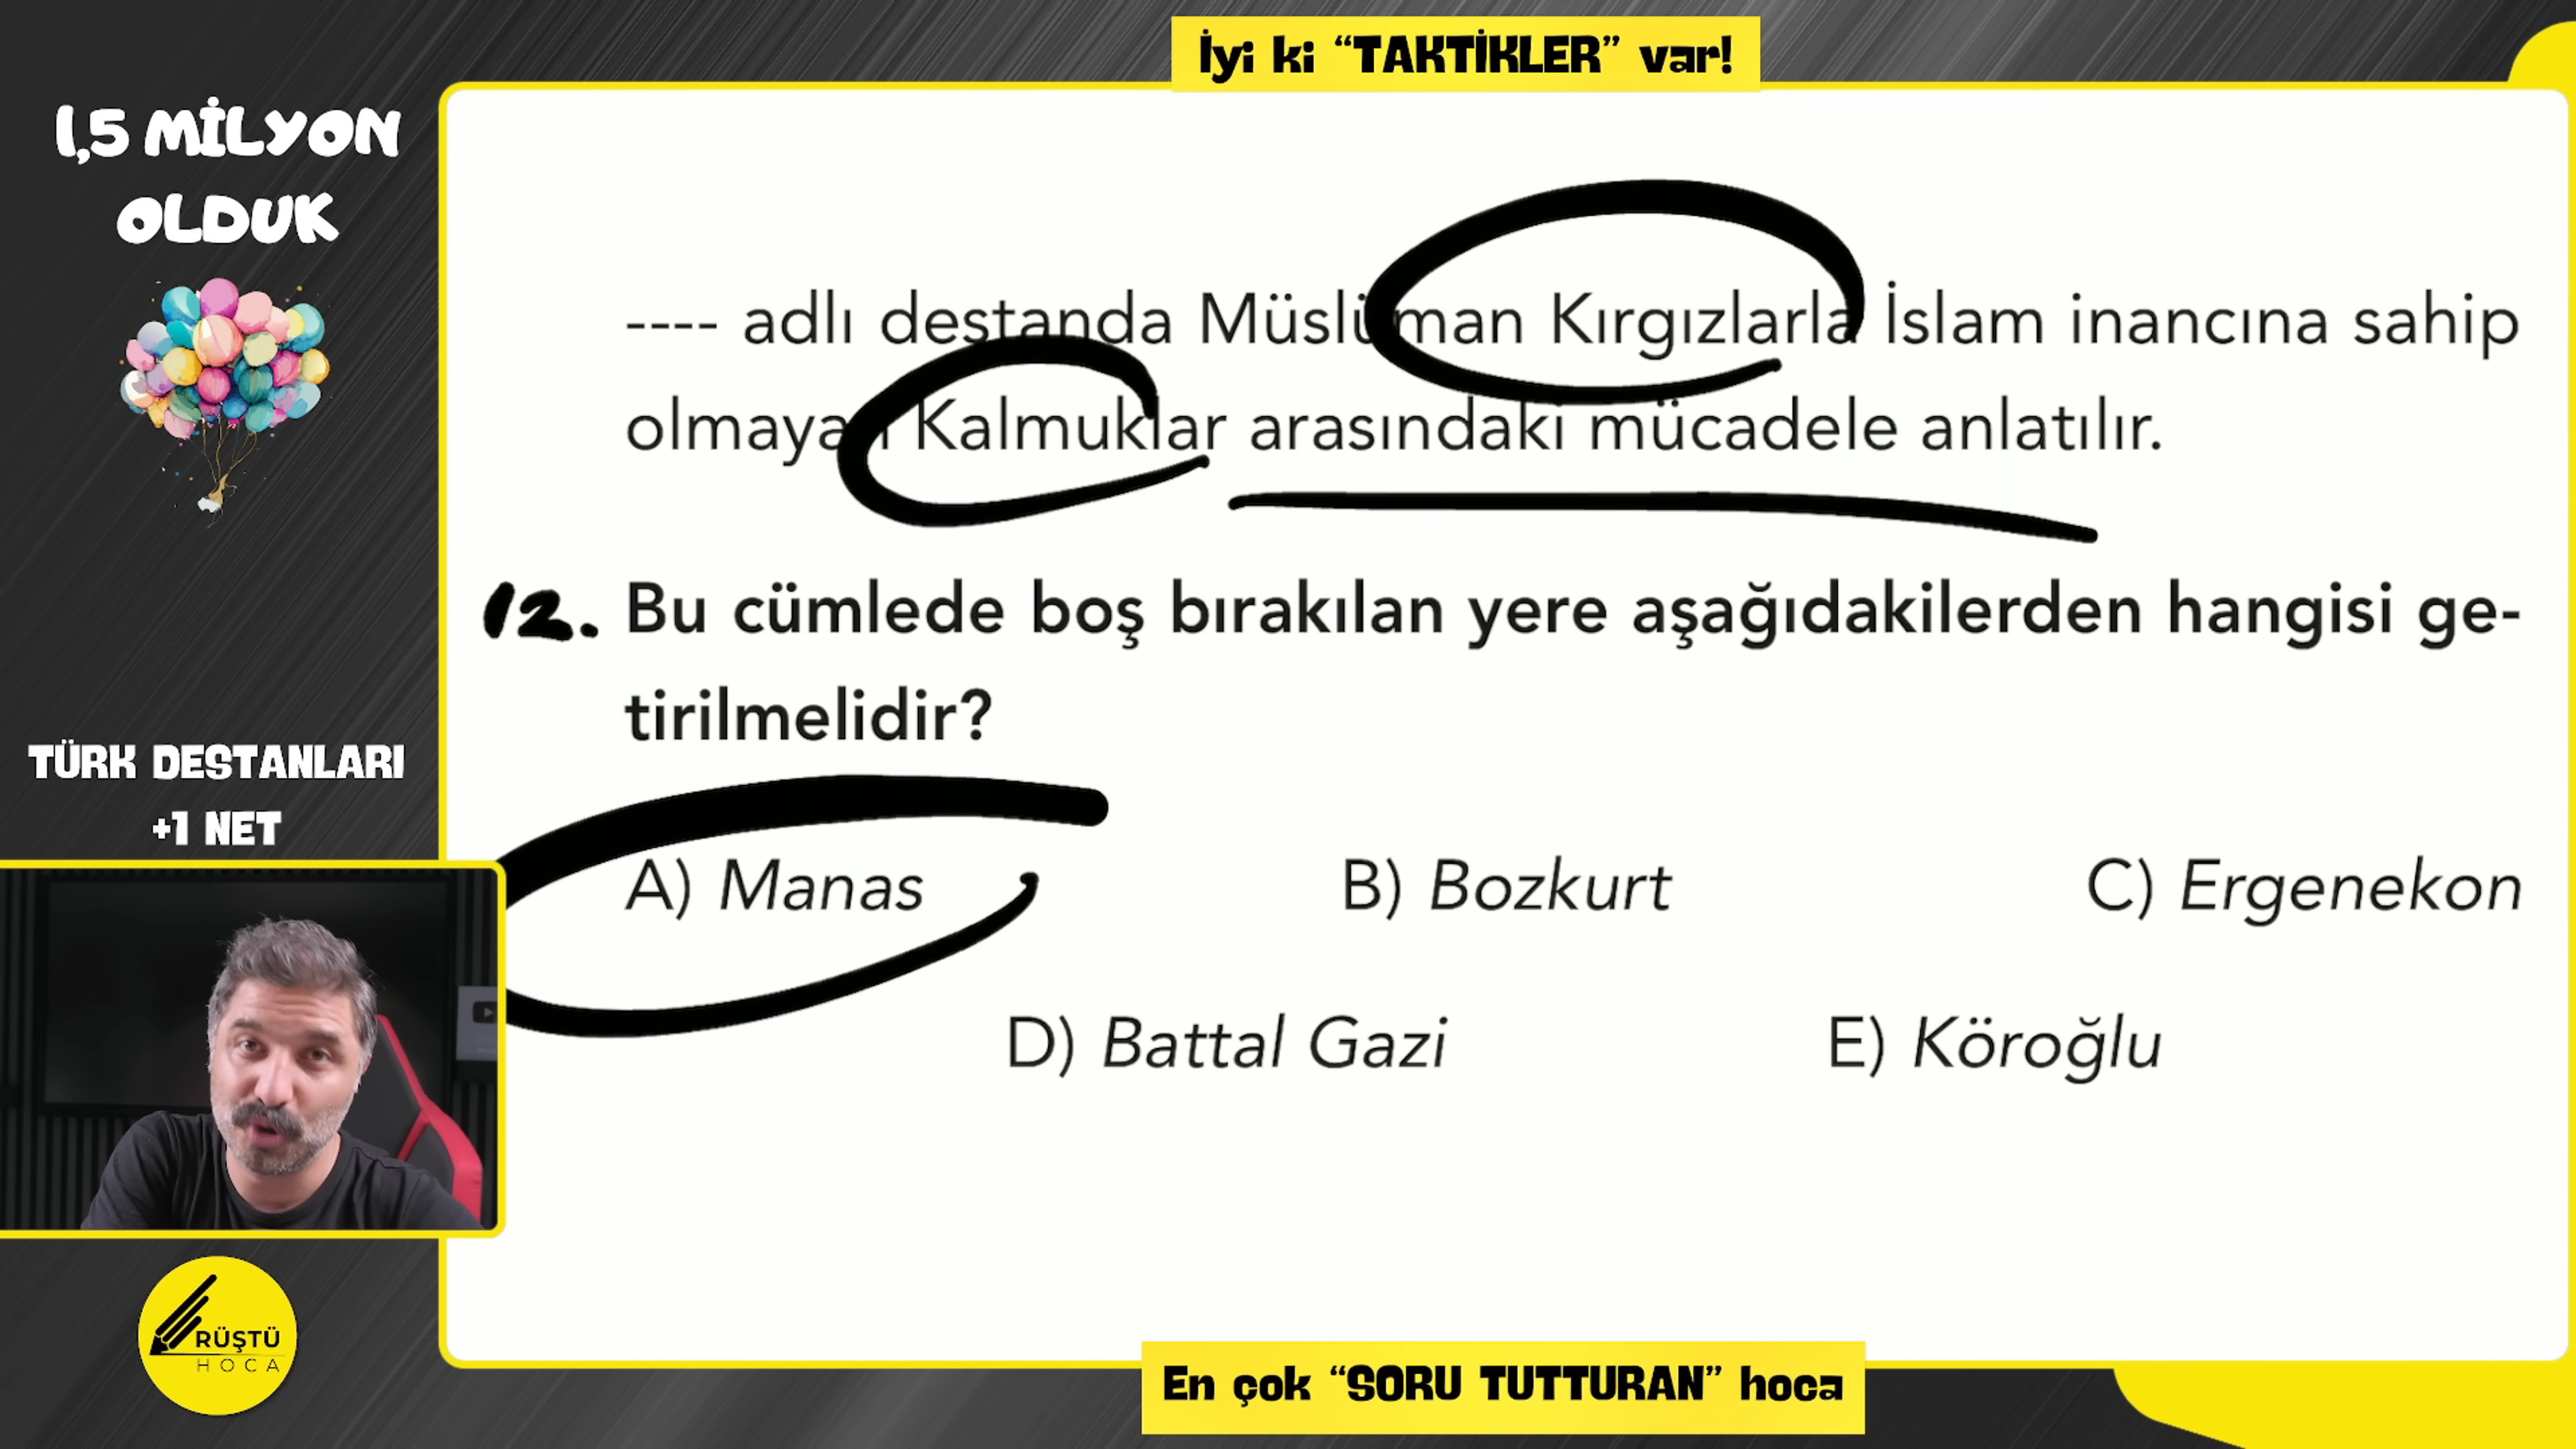 İyi ki “TAKTİKLER” var!
1,5 MİLYON
OLDUK
---- adlı destanda Müslüman Kırgızlarla İslam inancına sahip
olmayan Kalmuklar arasındaki mücadele anlatılır.
12. Bu cümlede boş bırakılan yere aşağıdakilerden hangisi ge-
tirilmelidir?
A) Manas B) Bozkurt C) Ergenekon
D) Battal Gazi E) Köroğlu
TÜRK DESTANLARI
+1 NET
RÜŞTÜ
HOCA
En çok “SORU TUTTURAN” hoca